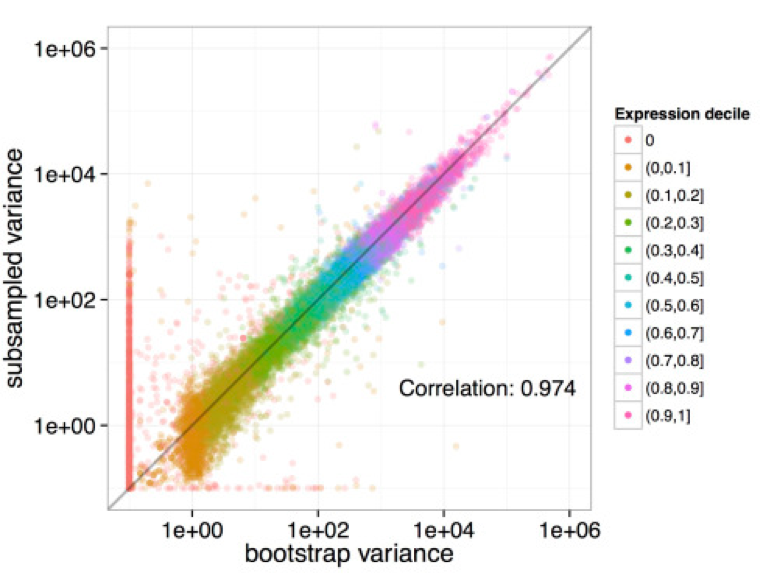 1e+06
1e+04
1e+02
1e+00
subsampled variance
Correlation: 0.974
1e+00 1e+02 1e+04 1e+06
bootstrap variance
Expression decile
0
(0,0.1]
(0.1,0.2]
(0.2,0.3]
(0.3,0.4]
(0.4,0.5]
(0.5,0.6]
(0.6,0.7]
(0.7,0.8]
(0.8,0.9]
(0.9,1]